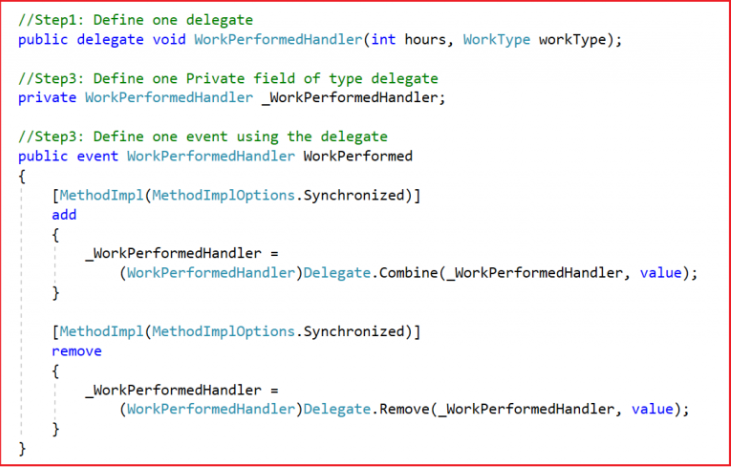 //Step1: Define one delegate
public delegate void WorkPerformedHandler(int hours, WorkType workType);
//Step3: Define one Private field of type delegate
private WorkPerformedHandler _WorkPerformedHandler;
//Step3: Define one event using the delegate
public event WorkPerformedHandler WorkPerformed
{
[MethodImpl(MethodImplOptions.Synchronized)]
add
{
_WorkPerformedHandler =
(WorkPerformedHandler)Delegate.Combine(_WorkPerformedHandler, value);
}
[MethodImpl(MethodImplOptions.Synchronized)]
remove
{
_WorkPerformedHandler =
(WorkPerformedHandler)Delegate.Remove(_WorkPerformedHandler, value);
}
}